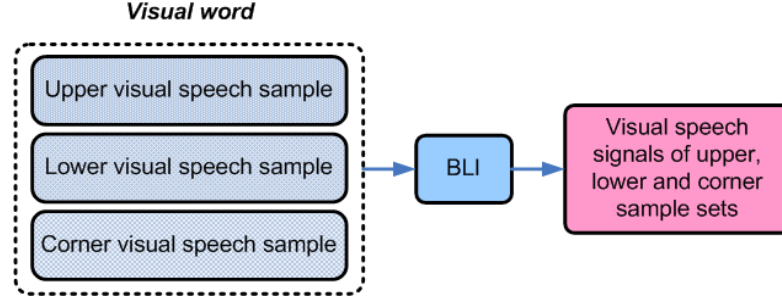 Visual word
Upper visual speech sample
Lower visual speech sample
Corner visual speech sample
BLI
Visual speech
signals of upper,
lower and corner
sample sets